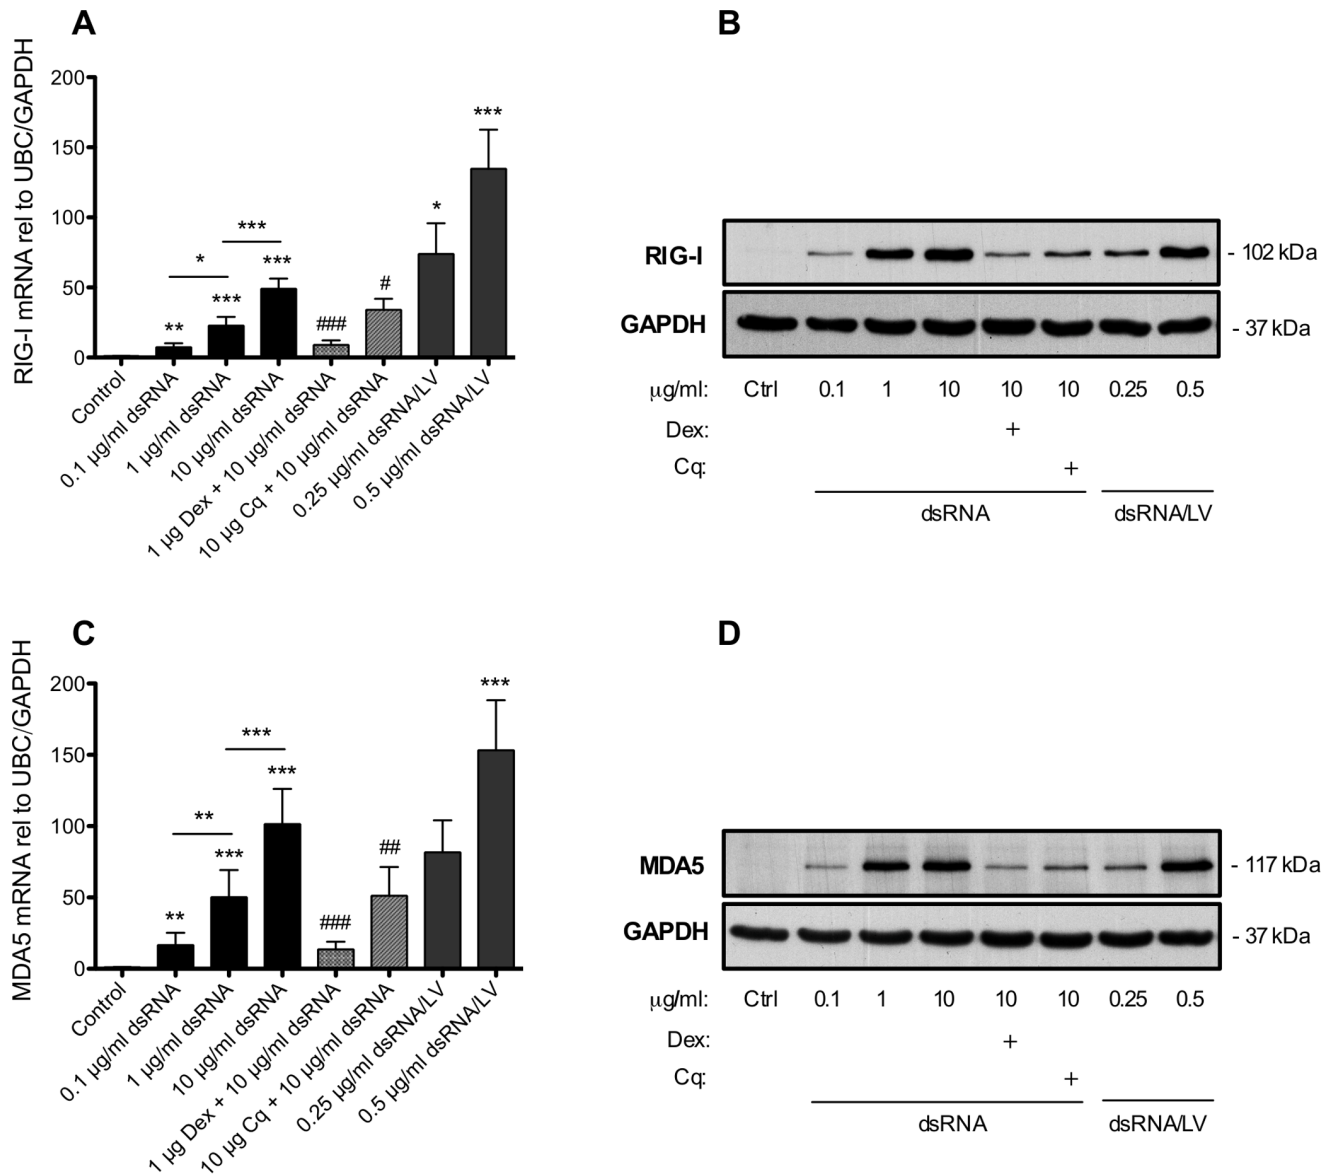 A
RIG-I mRNA rel to UBC/GAPDH
200
150
100
50
0
**
***
***
###
#
*
***
*
***
Control
0.1 µg/ml dsRNA
1 µg/ml dsRNA
10 µg/ml dsRNA
1 µg Dex + 10 µg/ml dsRNA
10 µg Cq + 10 µg/ml dsRNA
0.25 µg/ml dsRNA/LV
0.5 µg/ml dsRNA/LV
B
RIG-I
- 102 kDa
GAPDH
- 37 kDa
µg/ml: Ctrl 0.1 1 10 10 10 0.25 0.5
Dex: +
Cq: +
dsRNA dsRNA/LV
C
MDA5 mRNA rel to UBC/GAPDH
200
150
100
50
0
**
***
***
###
##
***
**
***
Control
0.1 µg/ml dsRNA
1 µg/ml dsRNA
10 µg/ml dsRNA
1 µg Dex + 10 µg/ml dsRNA
10 µg Cq + 10 µg/ml dsRNA
0.25 µg/ml dsRNA/LV
0.5 µg/ml dsRNA/LV
D
MDA5
- 117 kDa
GAPDH
- 37 kDa
µg/ml: Ctrl 0.1 1 10 10 10 0.25 0.5
Dex: +
Cq: +
dsRNA dsRNA/LV